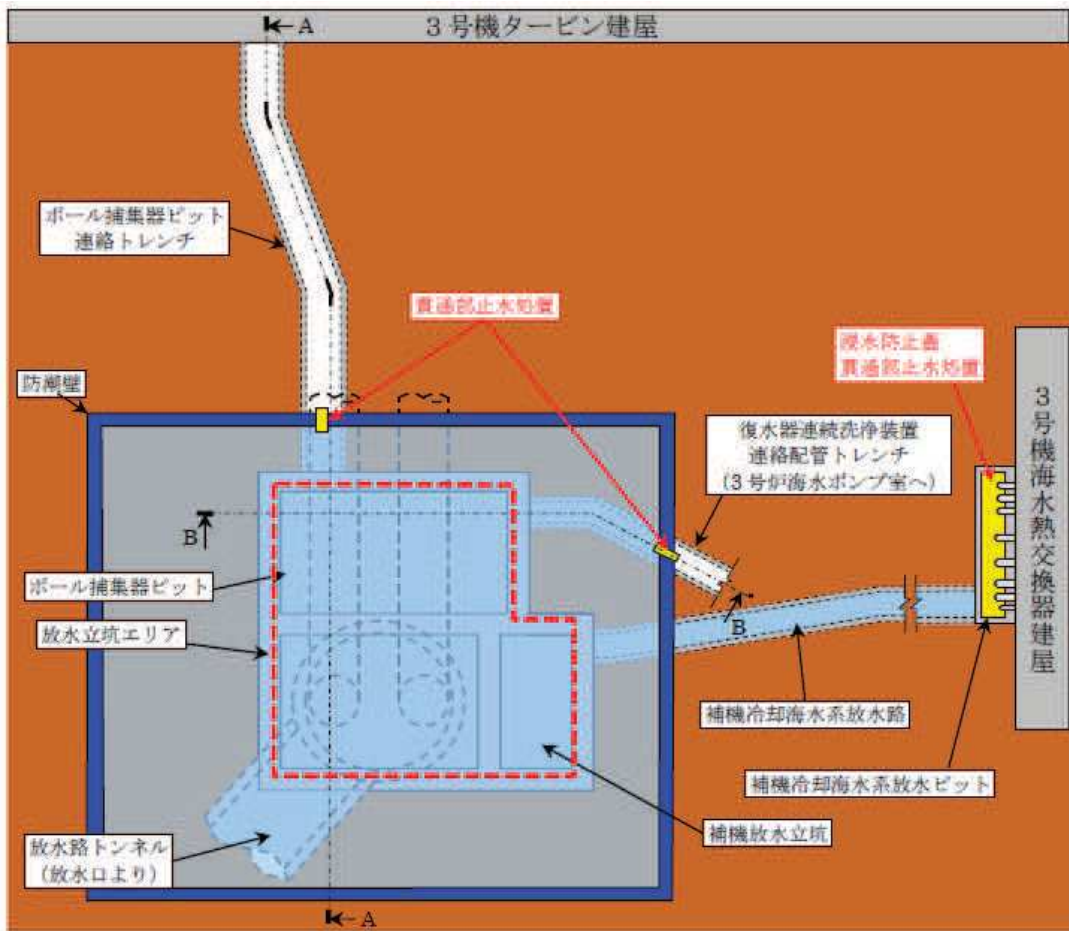 A
3号機タービン建屋
ボール捕集器ピット
連絡トレンチ
貫通部止水処置
浸水防止蓋
貫通部止水処置
防潮壁
3号機海水熱交換器建屋
復水器連続洗浄装置
連絡配管トレンチ
(3号炉海水ポンプ室へ)
B
ボール捕集器ピット
放水立坑エリア
B
補機冷却海水系放水路
補機冷却海水系放水ピット
補機放水立坑
放水路トンネル
(放水口より)
A